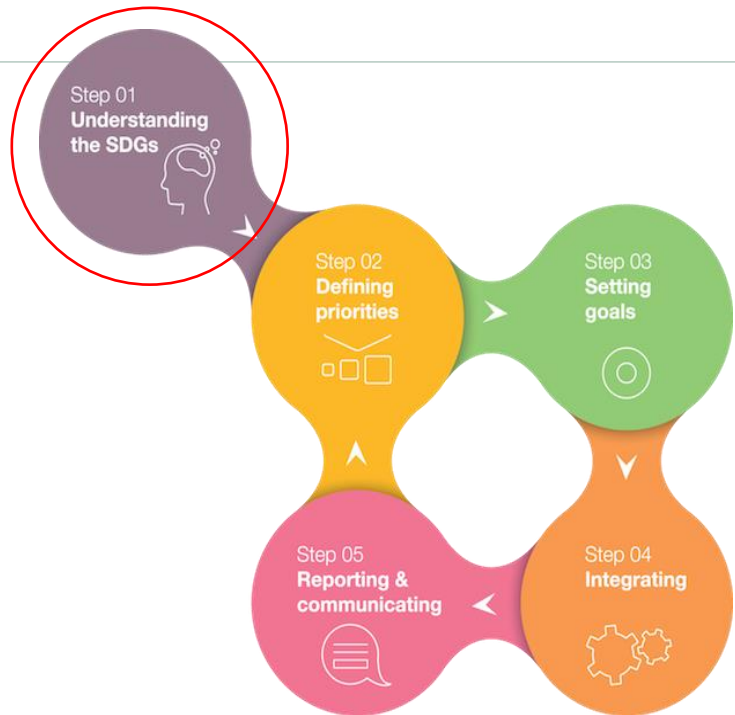 Step 01
Understanding
the SDGs
Step 02
Defining
priorities
Step 03
Setting
goals
Step 04
Integrating
Step 05
Reporting &
communicating